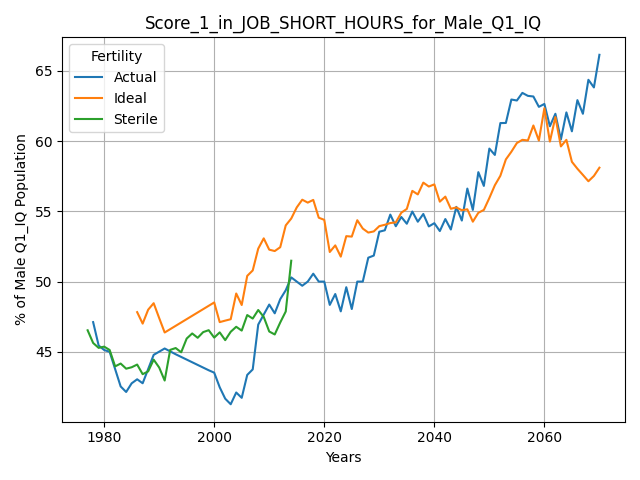 Score_1_in_JOB_SHORT_HOURS_for_Male_Q1_IQ
Fertility
Actual
Ideal
Sterile
% of Male Q1_IQ Population
65
60
55
50
45
1980
2000
2020
2040
2060
Years